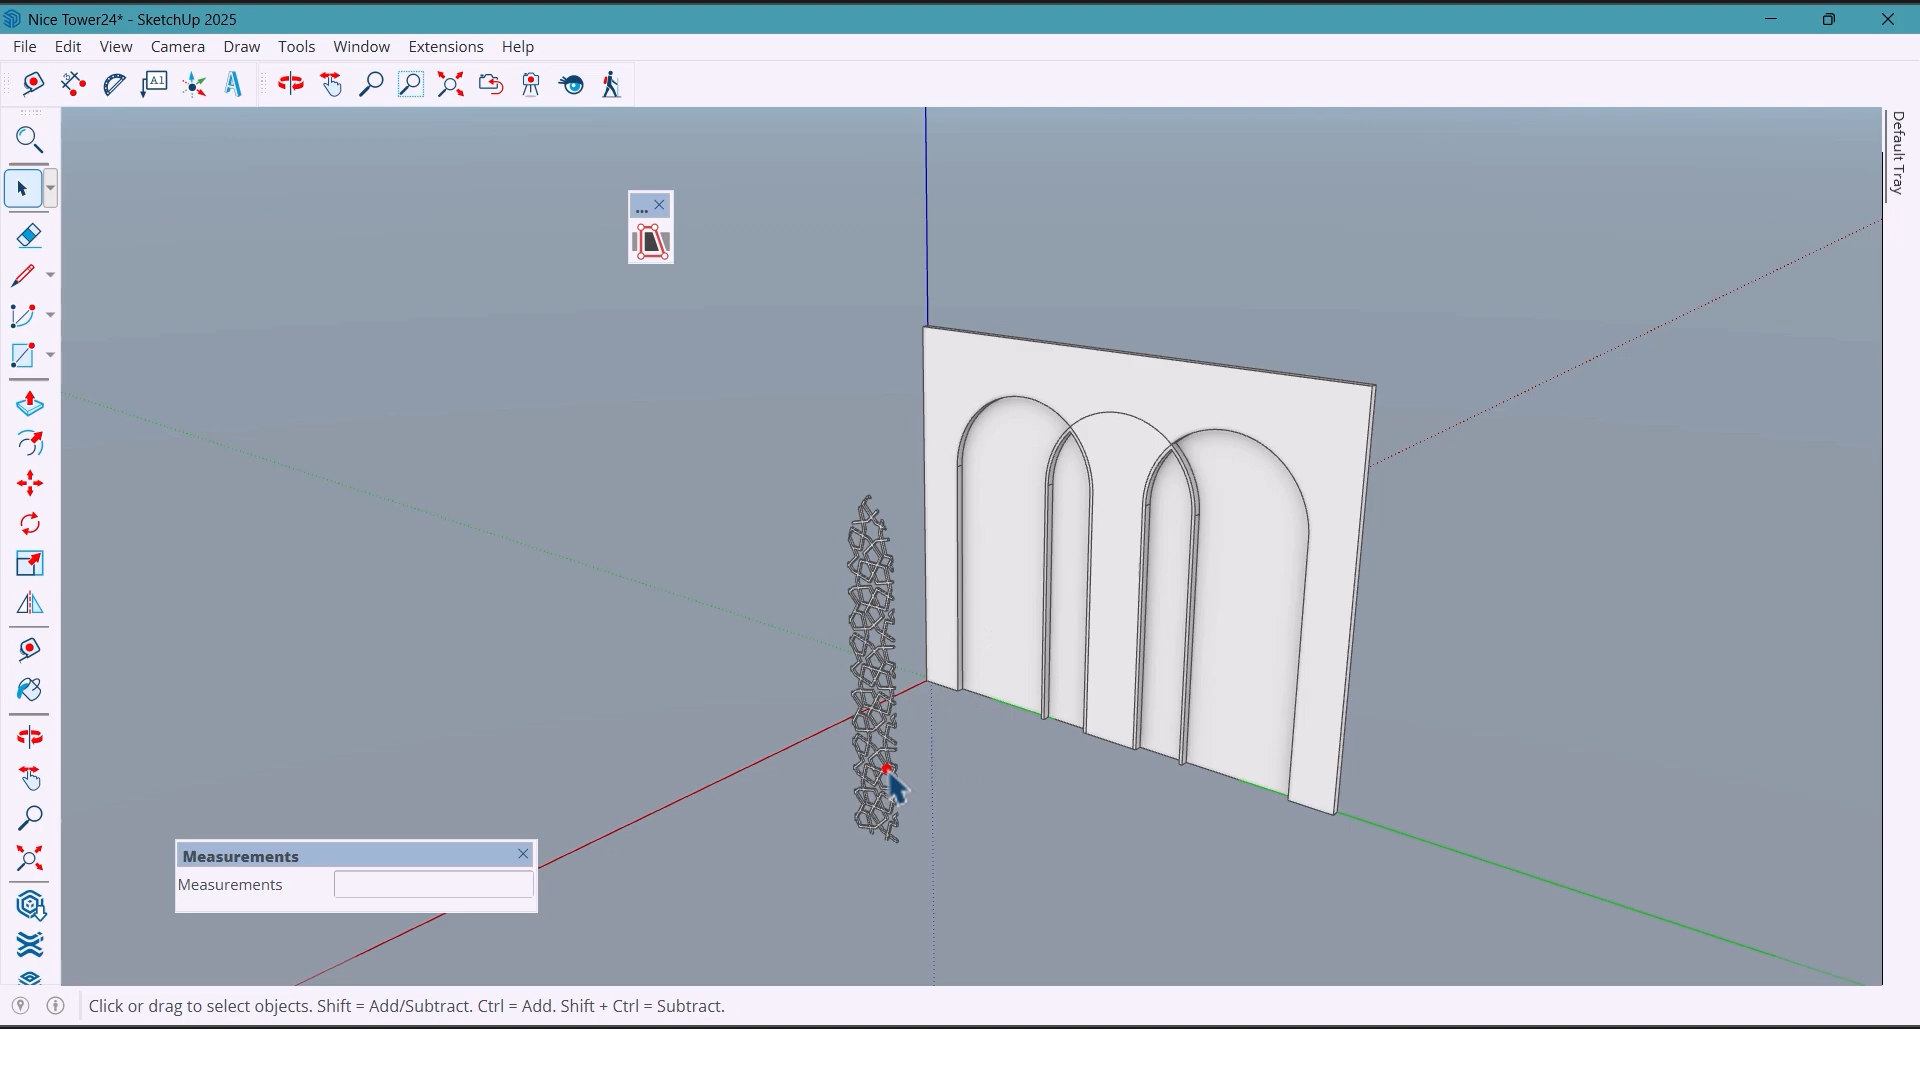 Nice Tower24* - SketchUp 2025
File Edit View Camera Draw Tools Window Extensions Help
A1
...
Default Tray
Measurements
Measurements
Click or drag to select objects. Shift = Add/Subtract. Ctrl = Add. Shift + Ctrl = Subtract.